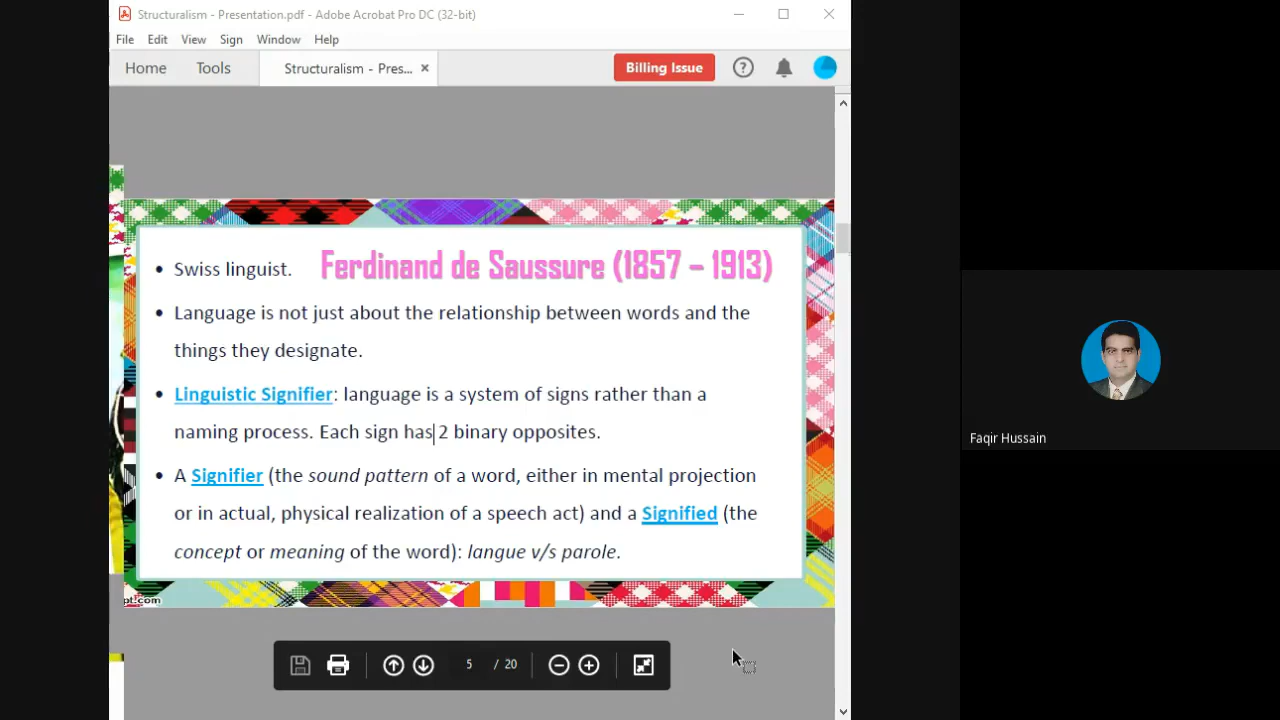 Structuralism - Presentation.pdf - Adobe Acrobat Pro DC (32-bit)
File Edit View Sign Window Help
Home Tools Structuralism - Pres... × Billing Issue ?
• Swiss linguist. Ferdinand de Saussure (1857 – 1913)
• Language is not just about the relationship between words and the
things they designate.
• Linguistic Signifier: language is a system of signs rather than a
naming process. Each sign has 2 binary opposites.
• A Signifier (the sound pattern of a word, either in mental projection
or in actual, physical realization of a speech act) and a Signified (the
concept or meaning of the word): langue v/s parole.
pt.com
5 / 20
Faqir Hussain